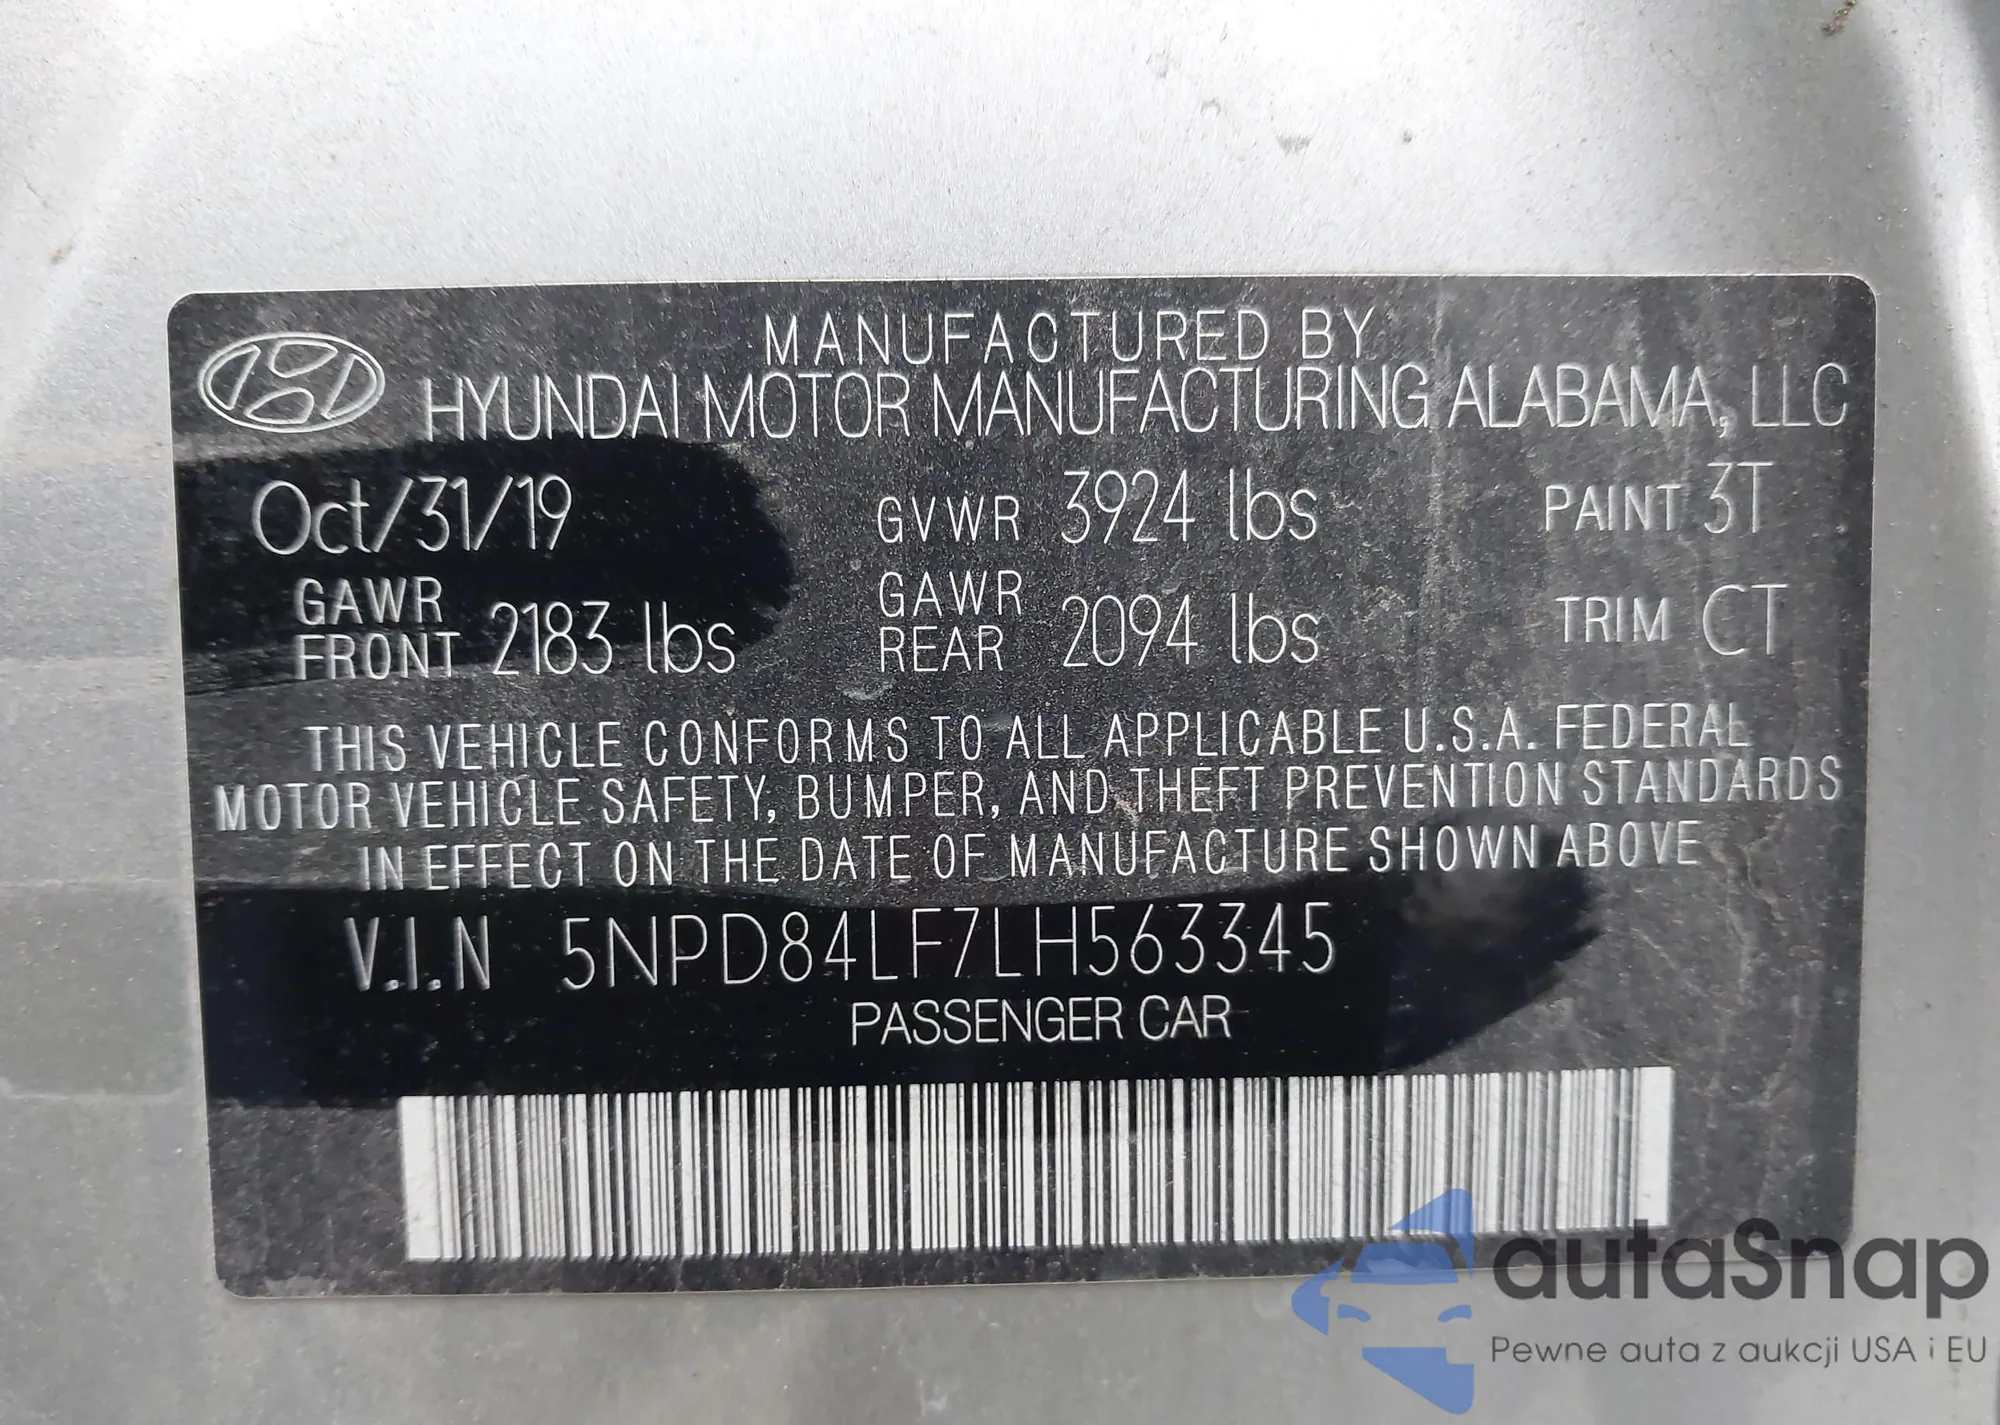 MANUFACTURED BY
HYUNDAI MOTOR MANUFACTURING ALABAMA, LLC
Oct/31/19 GVWR 3924 lbs PAINT 3T
GAWR FRONT 2183 lbs GAWR REAR 2094 lbs TRIM CT
THIS VEHICLE CONFORMS TO ALL APPLICABLE U.S.A. FEDERAL
MOTOR VEHICLE SAFETY, BUMPER, AND THEFT PREVENTION STANDARDS
IN EFFECT ON THE DATE OF MANUFACTURE SHOWN ABOVE
V.I.N 5NPD84LF7LH563345
PASSENGER CAR
autaSnap
Pewne auta z aukcji USA i EU